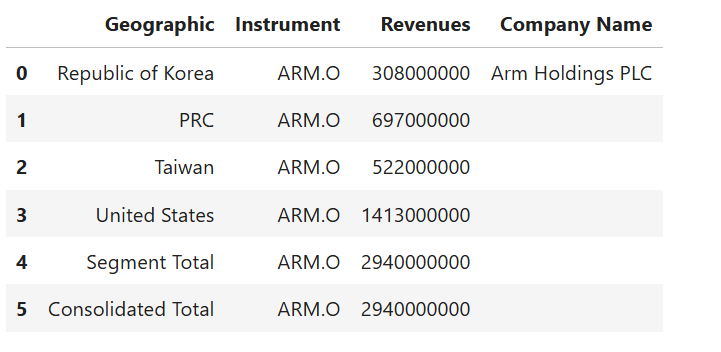 Geographic Instrument Revenues Company Name
0 Republic of Korea ARM.O 308000000 Arm Holdings PLC
1 PRC ARM.O 697000000
2 Taiwan ARM.O 522000000
3 United States ARM.O 1413000000
4 Segment Total ARM.O 2940000000
5 Consolidated Total ARM.O 2940000000